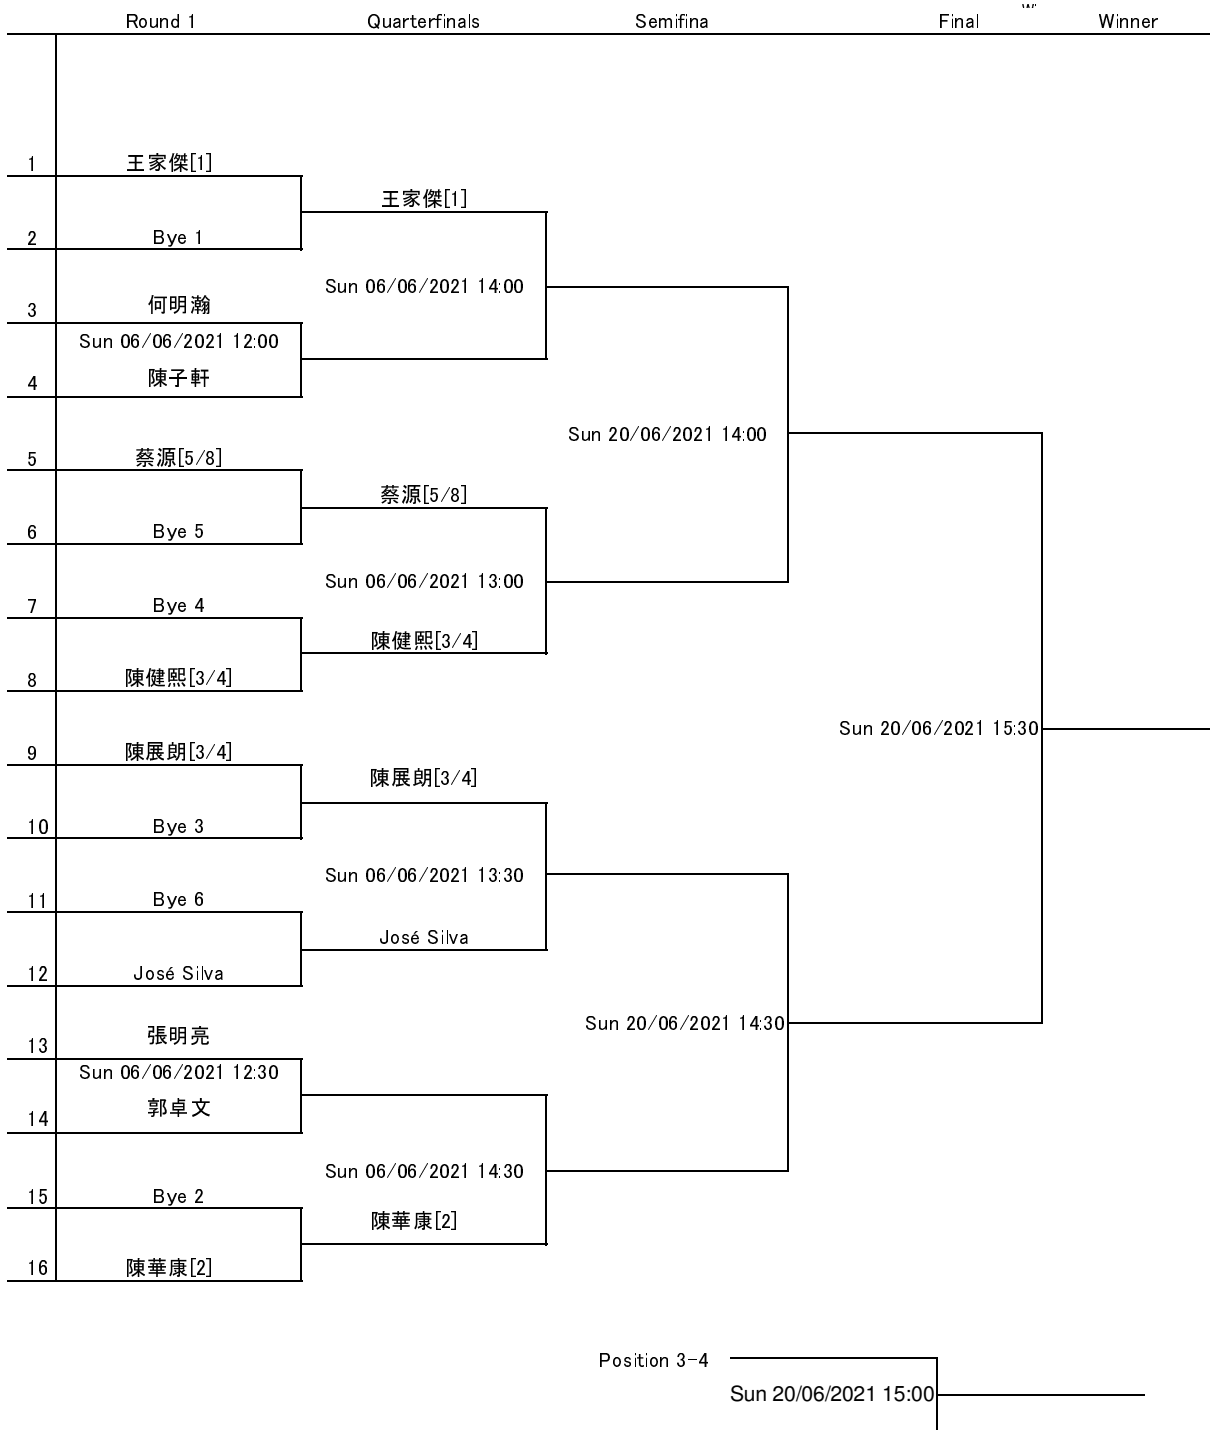 Round 1 Quarterfinals Semifina Final Winner
1 王家傑[1]
王家傑[1]
2 Bye 1
Sun 06/06/2021 14:00
3 何明瀚
Sun 06/06/2021 12:00
4 陳子軒
Sun 20/06/2021 14:00
5 蔡源[5/8]
蔡源[5/8]
6 Bye 5
Sun 06/06/2021 13:00
7 Bye 4
陳健熙[3/4]
8 陳健熙[3/4]
Sun 20/06/2021 15:30
9 陳展朗[3/4]
陳展朗[3/4]
10 Bye 3
Sun 06/06/2021 13:30
11 Bye 6
José Silva
12 José Silva
Sun 20/06/2021 14:30
13 張明亮
Sun 06/06/2021 12:30
14 郭卓文
Sun 06/06/2021 14:30
15 Bye 2
陳華康[2]
16 陳華康[2]
Position 3-4
Sun 20/06/2021 15:00